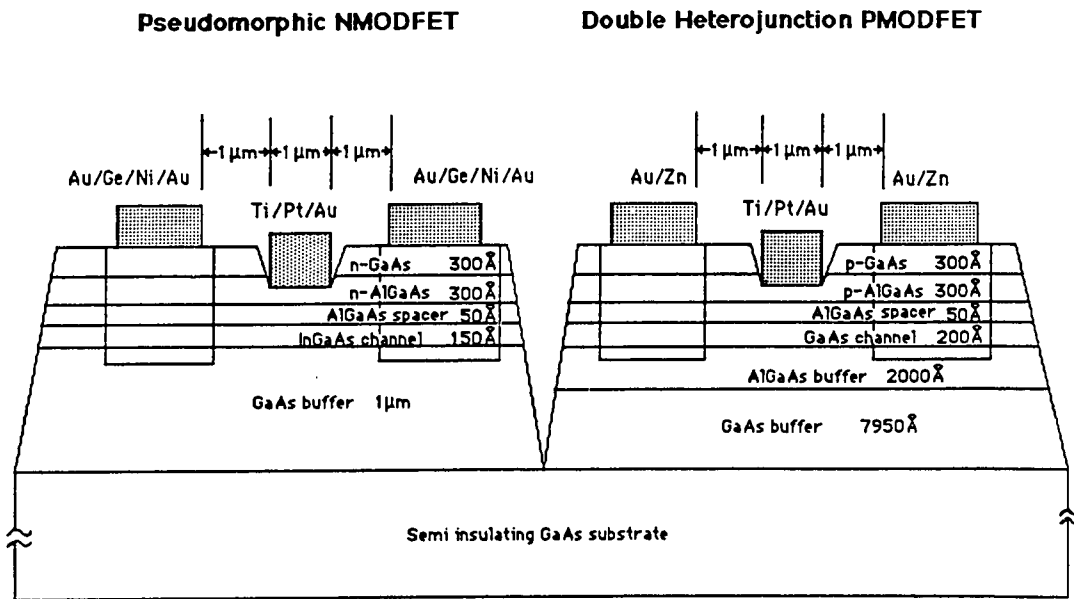 Pseudomorphic NMODFET
Double Heterojunction PMODFET
1 μm 1 μm 1 μm
1 μm 1 μm 1 μm
Au/Ge/Ni/Au
Au/Ge/Ni/Au
Ti/Pt/Au
Au/Zn
Au/Zn
Ti/Pt/Au
n-GaAs 300Å
n-AlGaAs 300Å
AlGaAs spacer 50Å
InGaAs channel 150Å
GaAs buffer 1μm
p-GaAs 300Å
p-AlGaAs 300Å
AlGaAs spacer 50Å
GaAs channel 200Å
AlGaAs buffer 2000Å
GaAs buffer 7950Å
Semi insulating GaAs substrate